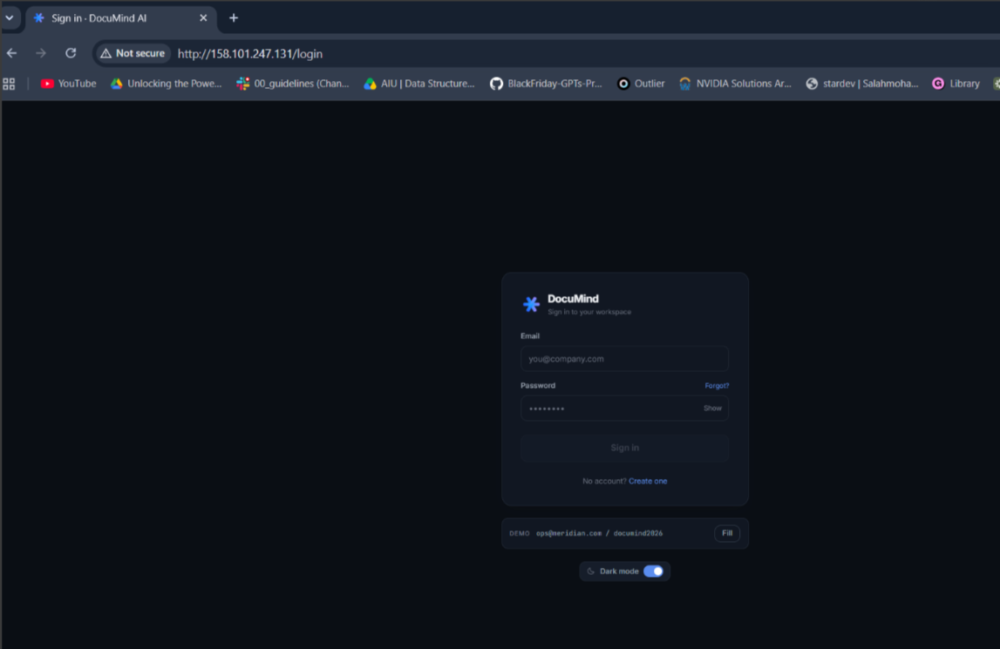 Sign in · DocuMind AI
Not secure http://158.101.247.131/login
YouTube Unlocking the Powe... 00_guidelines (Chan... AIU | Data Structure... BlackFriday-GPTs-Pr... Outlier NVIDIA Solutions Ar... stardev | Salahmoha... Library
DocuMind
Sign in to your workspace
Email
you@company.com
Password Forgot?
•••••••• Show
Sign in
No account? Create one
DEMO ops@meridian.com / documind2026 Fill
Dark mode